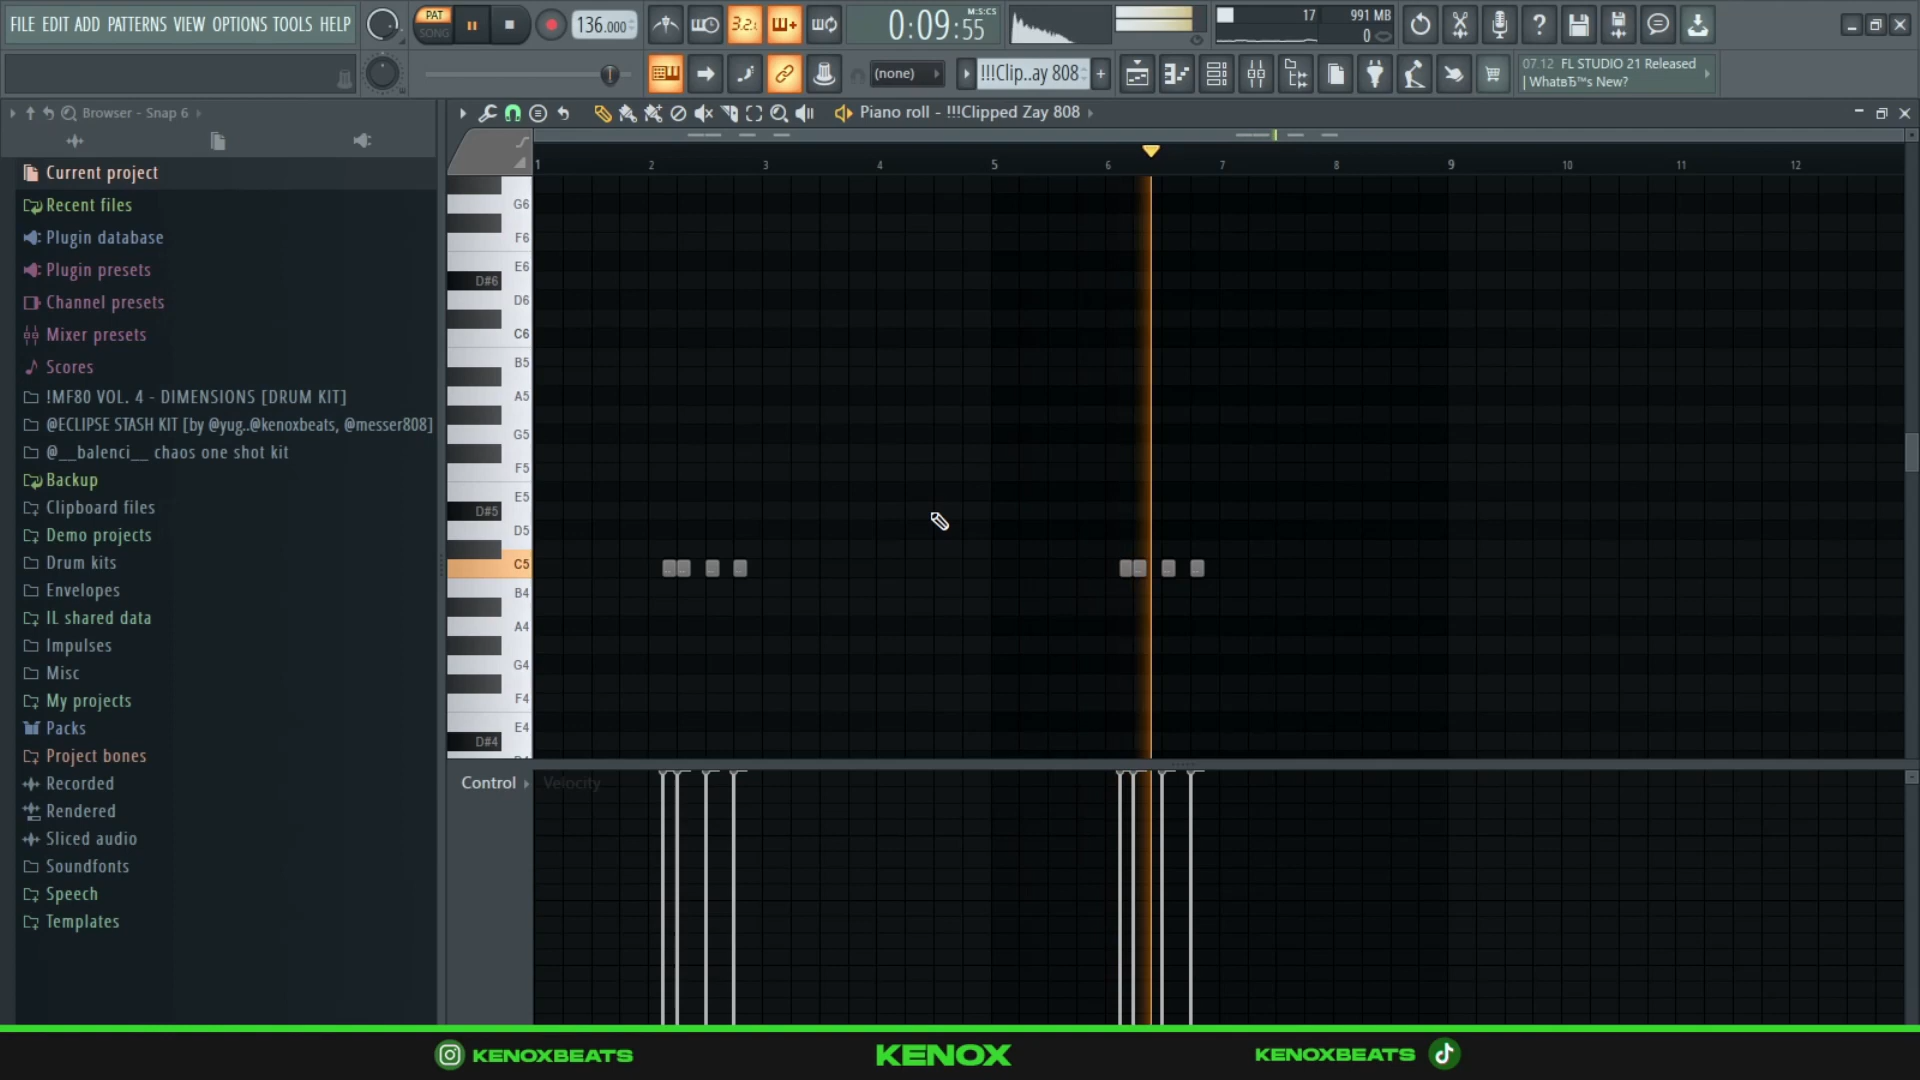 FILE EDIT ADD PATTERNS VIEW OPTIONS TOOLS HELP
PAT
SONG
136.000
3.2.
0:09:55
M:S:CS
17
991 MB
0
(none)
!!!Clip..ay 808
+
07.12 FL STUDIO 21 Released
| Whatвъ™s New?
Browser - Snap 6
Piano roll - !!!Clipped Zay 808
Current project
Recent files
Plugin database
Plugin presets
Channel presets
Mixer presets
Scores
!MF80 VOL. 4 - DIMENSIONS [DRUM KIT]
@ECLIPSE STASH KIT [by @yug..@kenoxbeats, @messer808]
@__balenci__ chaos one shot kit
Backup
Clipboard files
Demo projects
Drum kits
Envelopes
IL shared data
Impulses
Misc
My projects
Packs
Project bones
Recorded
Rendered
Sliced audio
Soundfonts
Speech
Templates
1 2 3 4 5 6 7 8 9 10 11 12
G6
F6
E6
D#6
D6
C6
B5
A5
G5
F5
E5
D#5
D5
C5
B4
A4
G4
F4
E4
D#4
Control
Velocity
KENOXBEATS
KENOX
KENOXBEATS